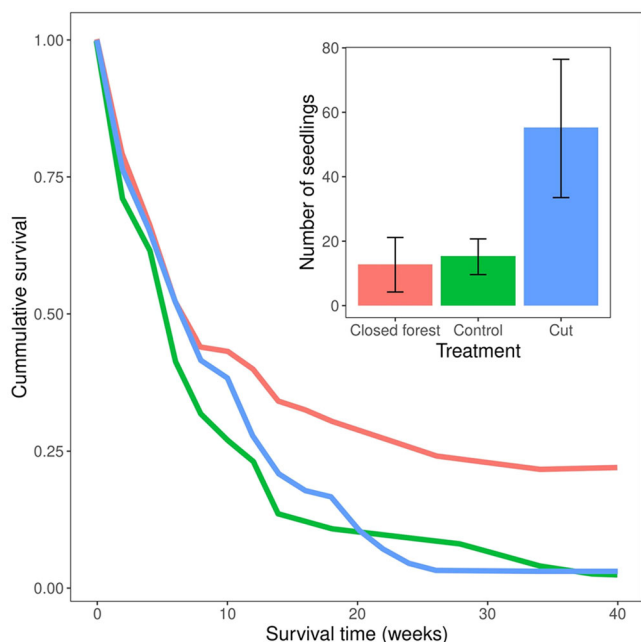 1.00
0.75
0.50
0.25
0.00
Cummulative survival
0
10
20
30
40
Survival time (weeks)
80
60
40
20
0
Number of seedlings
Closed forest
Control
Cut
Treatment